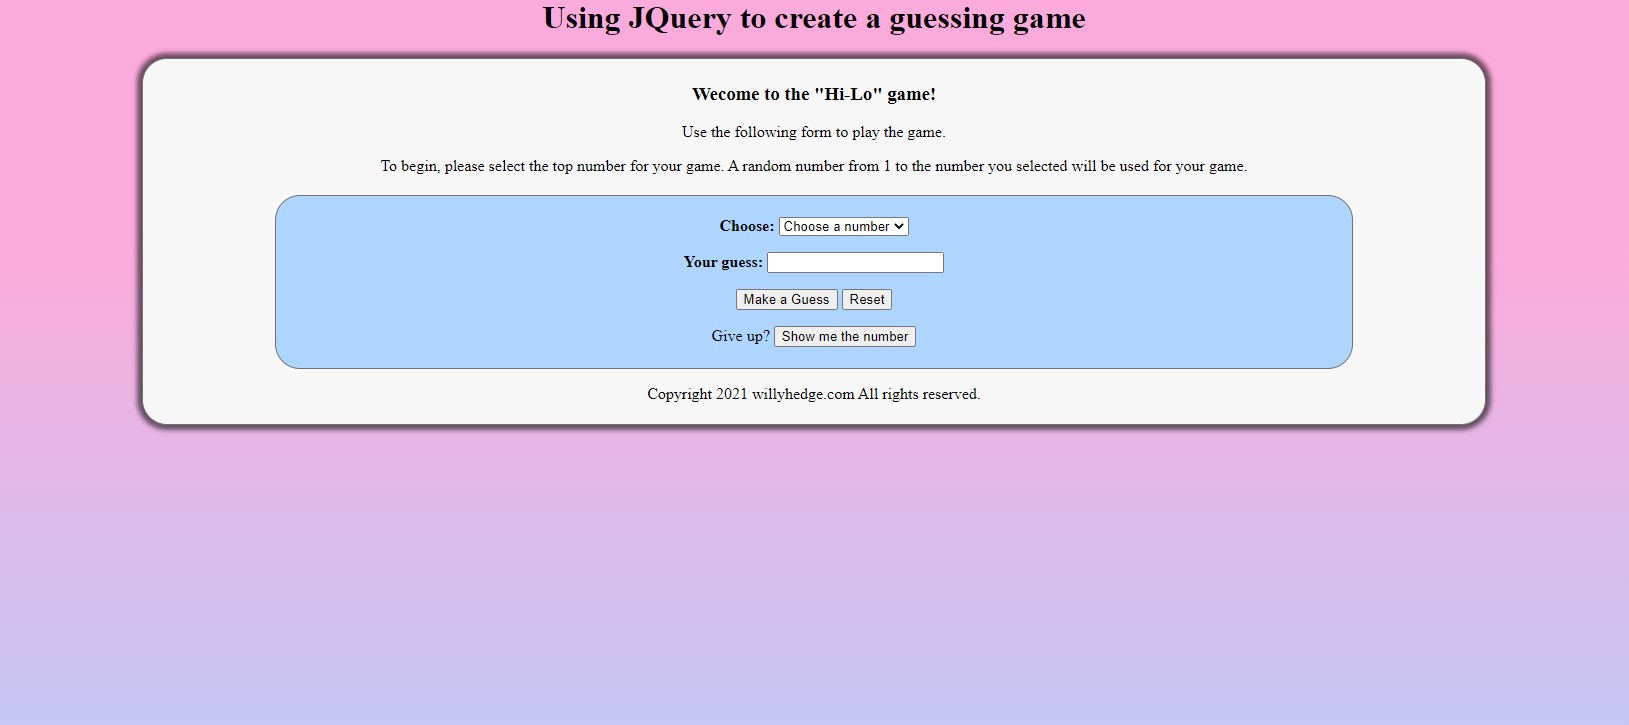 Using JQuery to create a guessing game
Wecome to the "Hi-Lo" game!
Use the following form to play the game.
To begin, please select the top number for your game. A random number from 1 to the number you selected will be used for your game.
Choose: Choose a number
Your guess:
Make a Guess Reset
Give up? Show me the number
Copyright 2021 willyhedge.com All rights reserved.